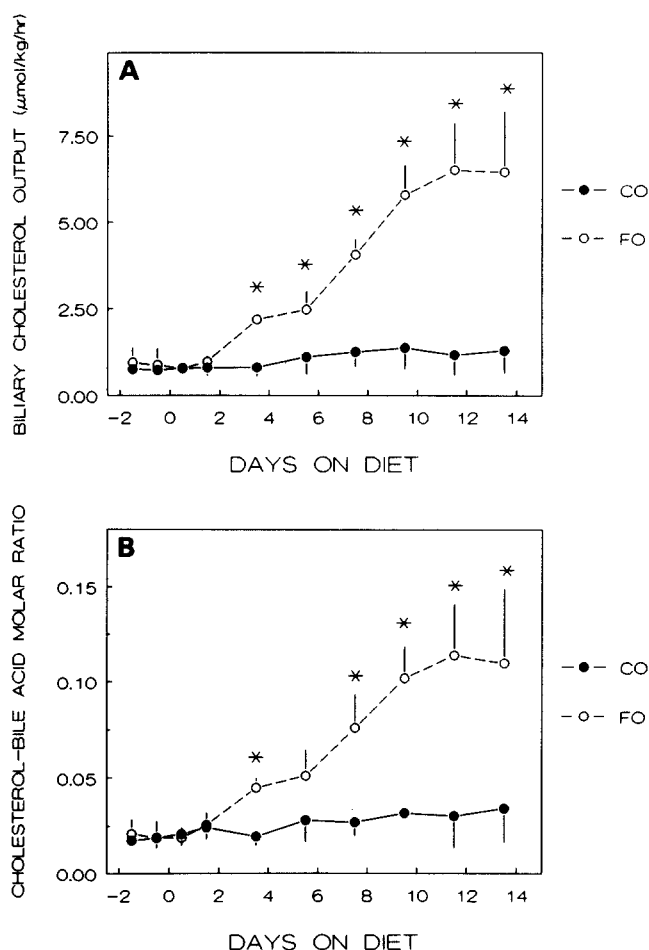 A
BILIARY CHOLESTEROL OUTPUT (μmol/kg/hr)
7.50
5.00
2.50
0.00
* * * * * *
-2 0 2 4 6 8 10 12 14
DAYS ON DIET
CO
FO
B
CHOLESTEROL-BILE ACID MOLAR RATIO
0.15
0.10
0.05
0.00
* * * * *
-2 0 2 4 6 8 10 12 14
DAYS ON DIET
CO
FO